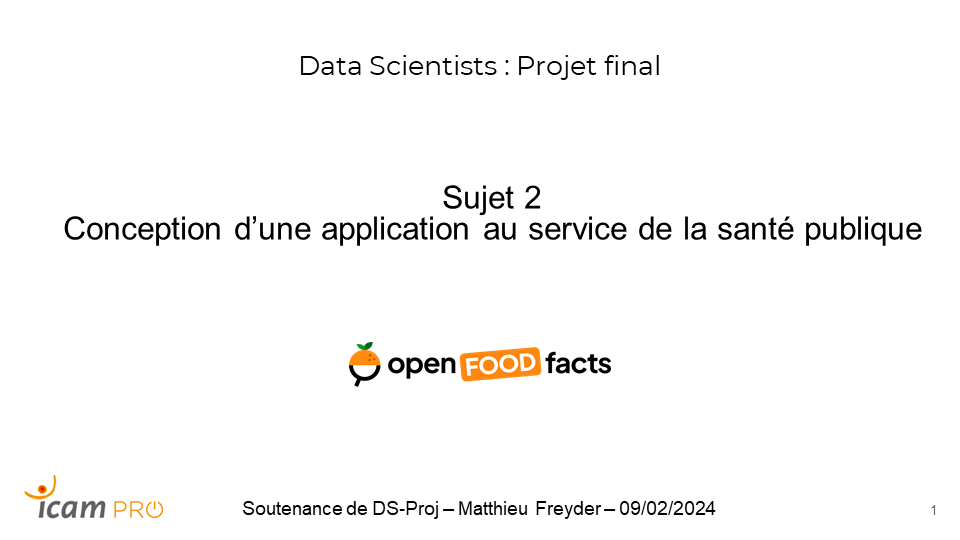 Data Scientists : Projet final
Sujet 2
Conception d’une application au service de la santé publique
open FOOD facts
icam PRO
Soutenance de DS-Proj – Matthieu Freyder – 09/02/2024
1